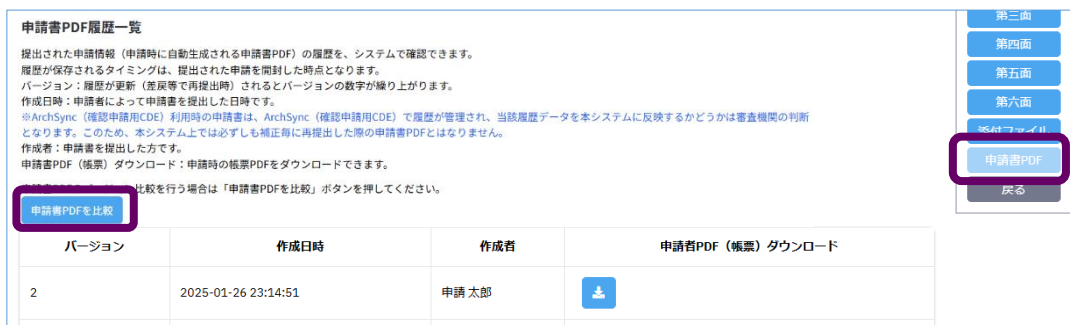 申請書PDF履歴一覧
提出された申請情報（申請時に自動生成される申請書PDF）の履歴を、システムで確認できます。
履歴が保存されるタイミングは、提出された申請を開封した時点となります。
バージョン：履歴が更新（差戻等で再提出時）されるとバージョンの数字が繰り上がります。
作成日時：申請者によって申請書を提出した日時です。
※ArchSync（確認申請用CDE）利用時の申請書は、ArchSync（確認申請用CDE）で履歴が管理され、当該履歴データを本システムに反映するかどうかは審査機関の判断
となります。このため、本システム上では必ずしも補正毎に再提出した際の申請書PDFとはなりません。
作成者：申請書を提出した方です。
申請書PDF（帳票）ダウンロード：申請時の帳票PDFをダウンロードできます。
比較を行う場合は「申請書PDFを比較」ボタンを押してください。
申請書PDFを比較
バージョン 作成日時 作成者 申請者PDF（帳票）ダウンロード
2 2025-01-26 23:14:51 申請 太郎
第三面
第四面
第五面
第六面
添付ファイル
申請書PDF
戻る